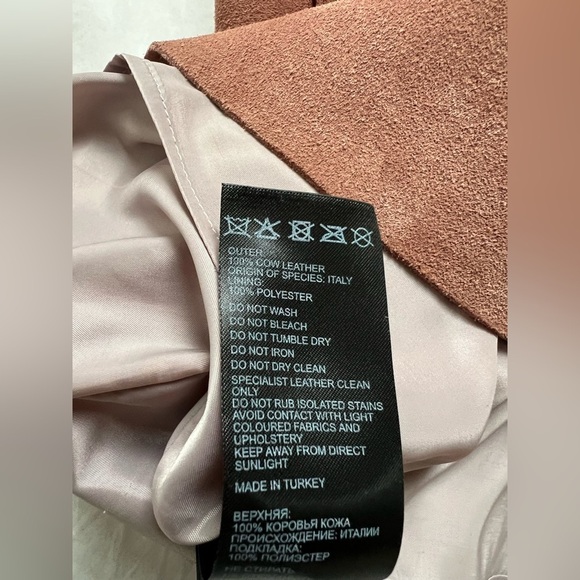 OUTER:
100% COW LEATHER
ORIGIN OF SPECIES: ITALY
LINING:
100% POLYESTER
DO NOT WASH
DO NOT BLEACH
DO NOT TUMBLE DRY
DO NOT IRON
DO NOT DRY CLEAN
SPECIALIST LEATHER CLEAN
ONLY
DO NOT RUB ISOLATED STAINS
AVOID CONTACT WITH LIGHT
COLOURED FABRICS AND
UPHOLSTERY
KEEP AWAY FROM DIRECT
SUNLIGHT
MADE IN TURKEY
ВЕРХНЯЯ:
100% КОРОВЬЯ КОЖА
ПРОИСХОЖДЕНИЕ: ИТАЛИИ
ПОДКЛАДКА:
100% ПОЛИЭСТЕР
НЕ СТИРАТЬ